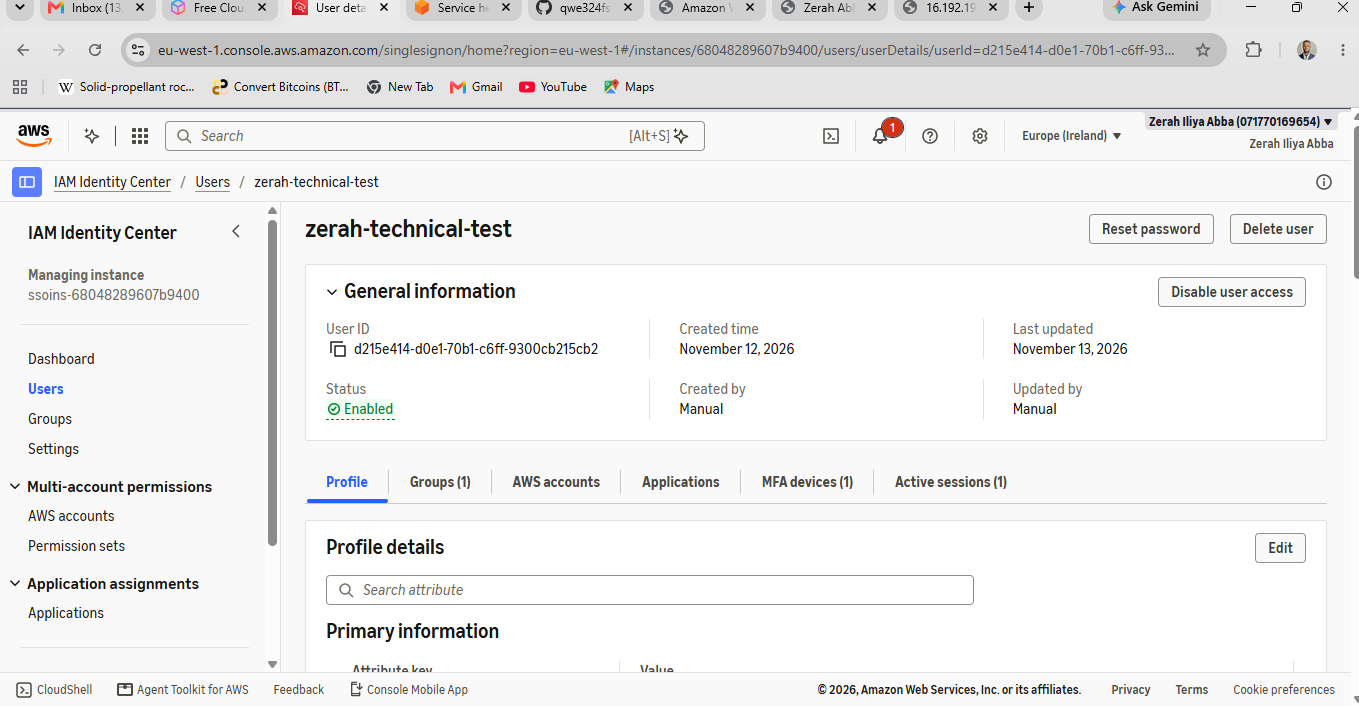 Inbox (13
Free Clou
User deta
Service he
qwe324fs
Amazon
Zerah Ab
16.192.19
Ask Gemini
eu-west-1.console.aws.amazon.com/singlesignon/home?region=eu-west-1#/instances/68048289607b9400/users/userDetails/userId=d215e414-d0e1-70b1-c6ff-93...
Solid-propellant roc...
Convert Bitcoins (BT...
New Tab
Gmail
YouTube
Maps
aws
Search
[Alt+S]
1
Europe (Ireland)
Zerah Iliya Abba (071770169654)
Zerah Iliya Abba
IAM Identity Center / Users / zerah-technical-test
IAM Identity Center
Managing instance
ssoins-68048289607b9400
Dashboard
Users
Groups
Settings
Multi-account permissions
AWS accounts
Permission sets
Application assignments
Applications
zerah-technical-test
Reset password
Delete user
General information
Disable user access
User ID
d215e414-d0e1-70b1-c6ff-9300cb215cb2
Created time
November 12, 2026
Last updated
November 13, 2026
Status
Enabled
Created by
Manual
Updated by
Manual
Profile
Groups (1)
AWS accounts
Applications
MFA devices (1)
Active sessions (1)
Profile details
Edit
Search attribute
Primary information
Attribute key
Value
CloudShell
Agent Toolkit for AWS
Feedback
Console Mobile App
© 2026, Amazon Web Services, Inc. or its affiliates.
Privacy
Terms
Cookie preferences